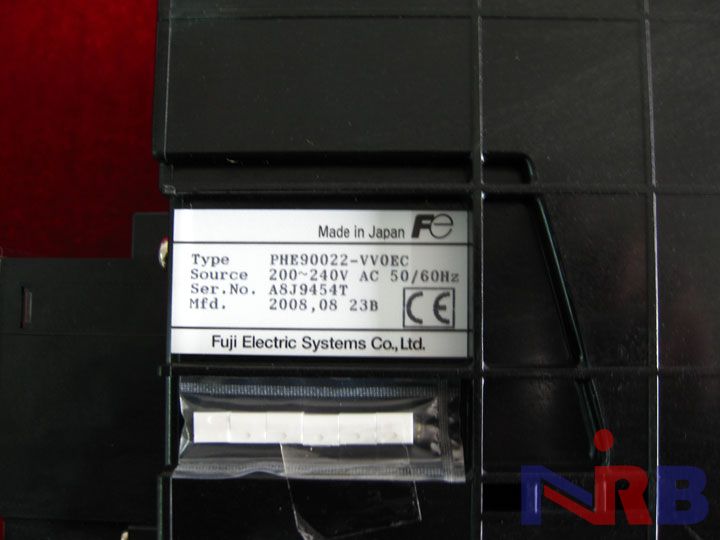 Made in Japan Fe
Type PHE90022-VV0EC
Source 200~240V AC 50/60Hz
Ser.No. A8J9454T
Mfd. 2008,08 23B
CE
Fuji Electric Systems Co.,Ltd.
NRB